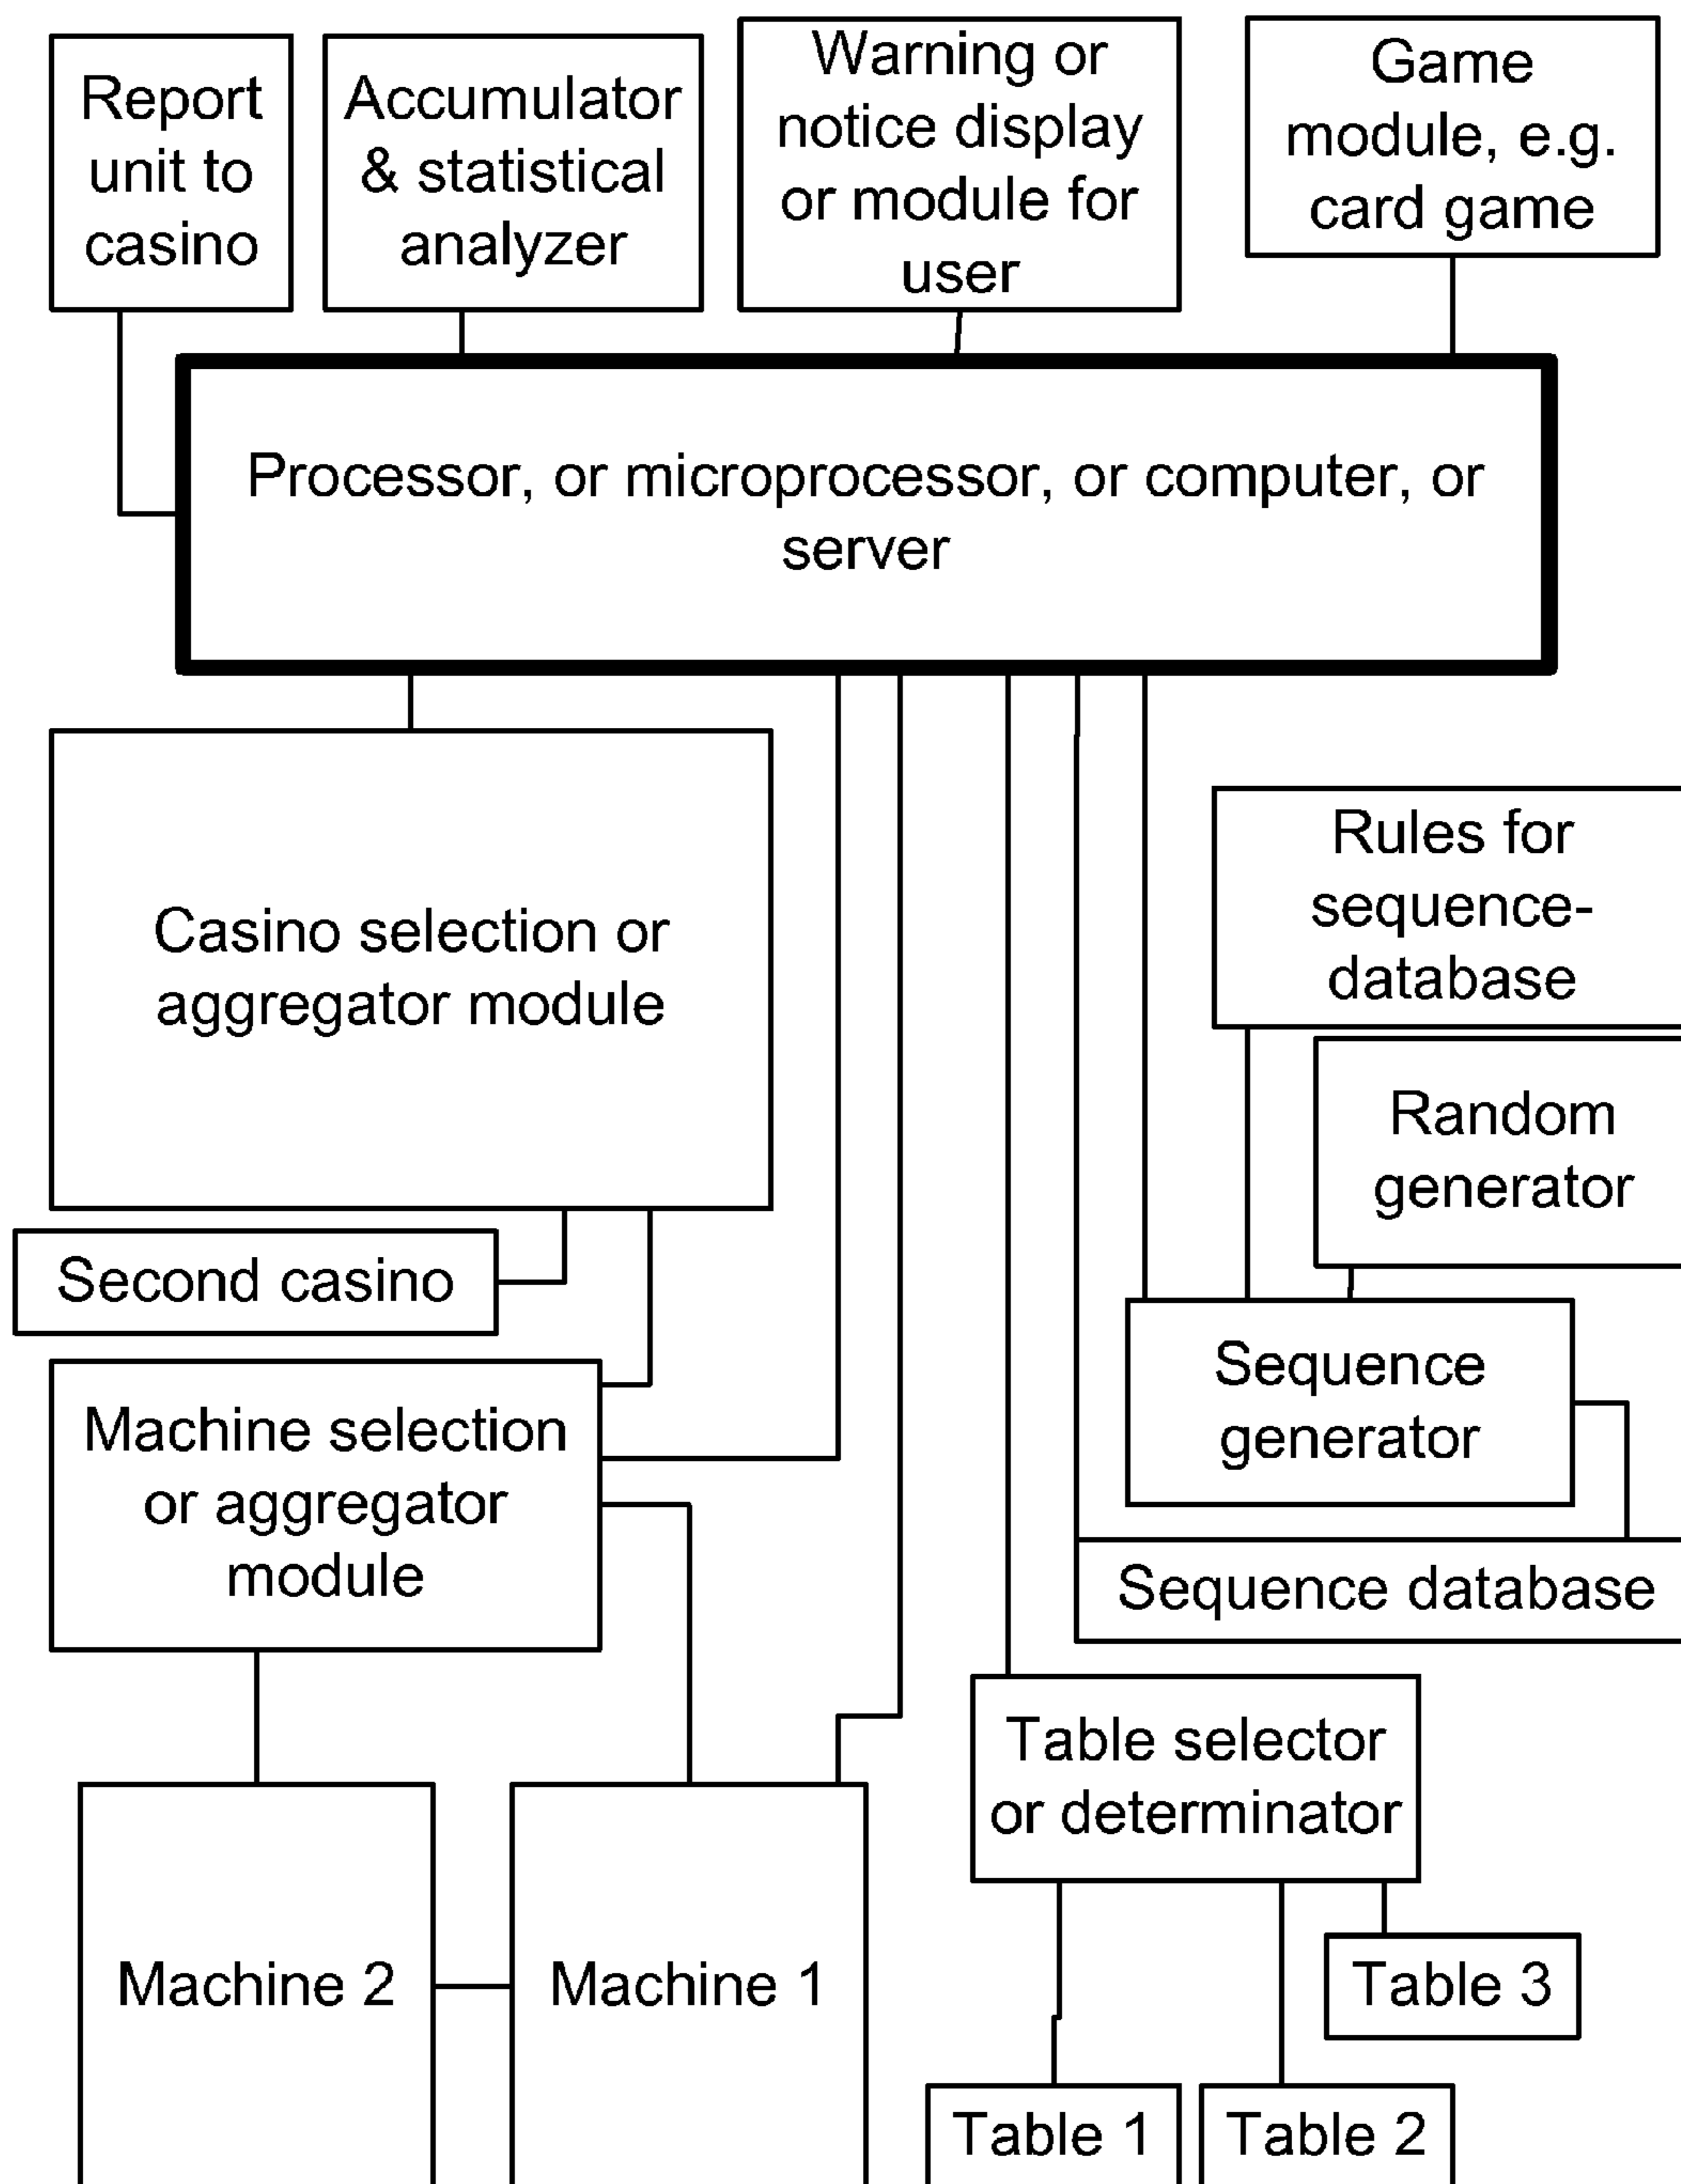 Report
unit to
casino
Accumulator
& statistical
analyzer
Warning or
notice display
or module for
user
Game
module, e.g.
card game
Processor, or microprocessor, or computer, or
server
Casino selection or
aggregator module
Rules for
sequence-
database
Random
generator
Second casino
Sequence
generator
Machine selection
or aggregator
module
Sequence database
Table selector
or determinator
Machine 2
Machine 1
Table 3
Table 1
Table 2